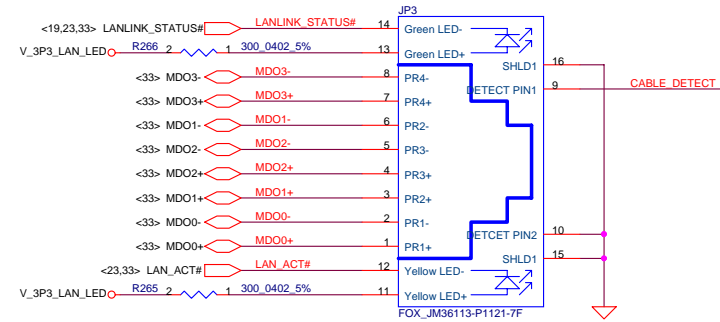 JP3
<19,23,33> LANLINK_STATUS# LANLINK_STATUS# 14 Green LED-
V_3P3_LAN_LED R266 2 1 300_0402_5% 13 Green LED+
SHLD1 16
<33> MDO3- MDO3- 8 PR4-
DETECT PIN1 9 CABLE_DETECT
<33> MDO3+ MDO3+ 7 PR4+
<33> MDO1- MDO1- 6 PR2-
<33> MDO2- MDO2- 5 PR3-
<33> MDO2+ MDO2+ 4 PR3+
<33> MDO1+ MDO1+ 3 PR2+
<33> MDO0- MDO0- 2 PR1-
DETCET PIN2 10
<33> MDO0+ MDO0+ 1 PR1+
SHLD1 15
<23,33> LAN_ACT# LAN_ACT# 12 Yellow LED-
V_3P3_LAN_LED R265 2 1 300_0402_5% 11 Yellow LED+
FOX_JM36113-P1121-7F